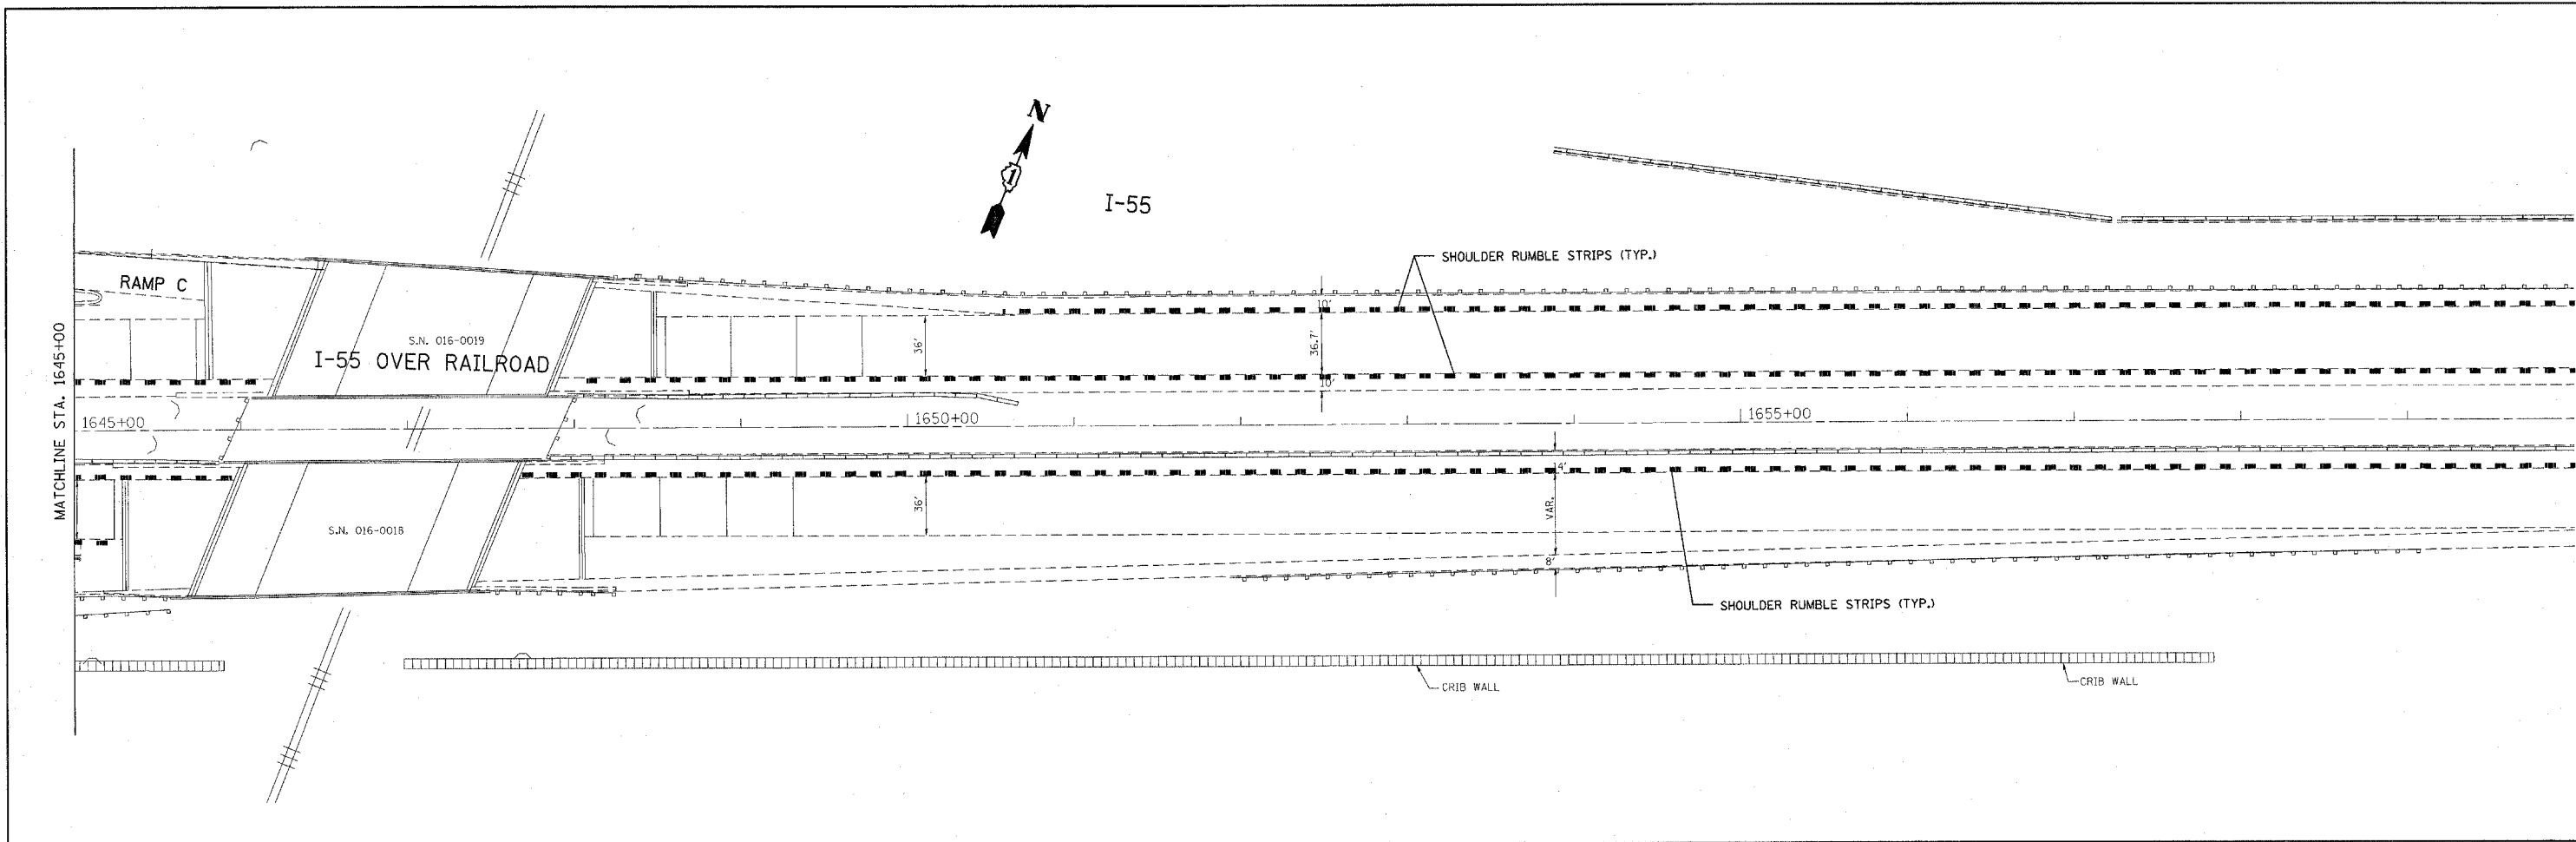 N
1
I-55
SHOULDER RUMBLE STRIPS (TYP.)
RAMP C
10'
MATCHLINE STA. 1645+00
S.N. 016-0019
I-55 OVER RAILROAD
36'
36.7'
10'
1645+00
1650+00
1655+00
14'
36'
VAR.
S.N. 016-0018
8'
SHOULDER RUMBLE STRIPS (TYP.)
CRIB WALL
CRIB WALL